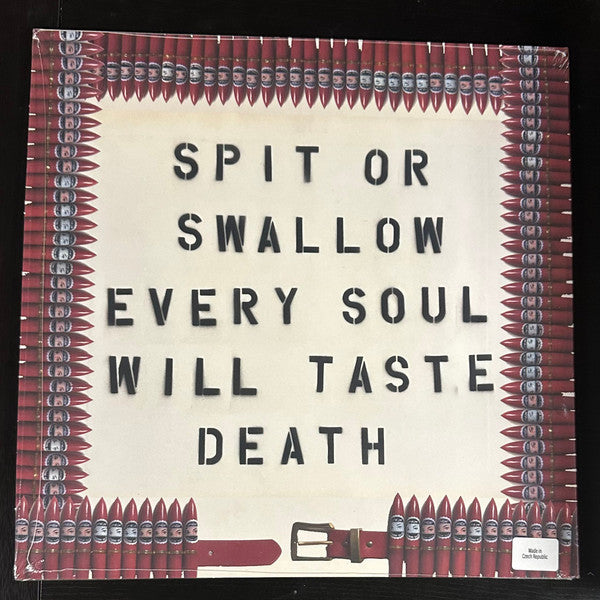 SPIT OR
SWALLOW
EVERY SOUL
WILL TASTE
DEATH
Made in
Czech Republic